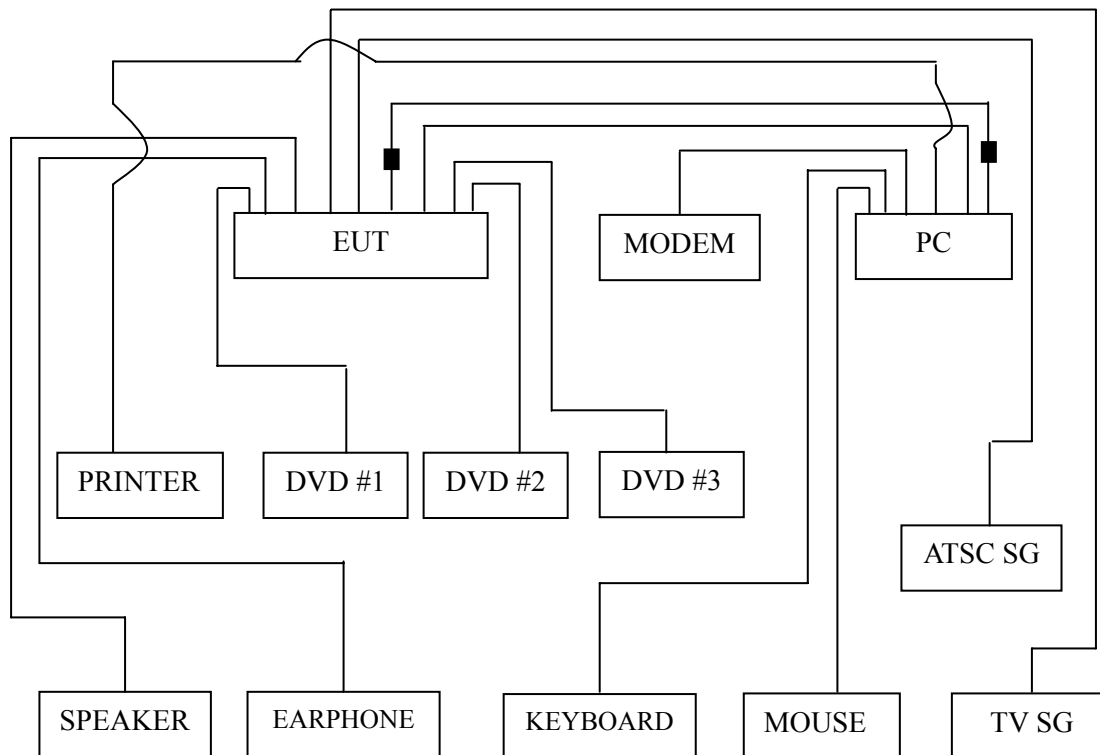 EUT
MODEM
PC
PRINTER
DVD #1
DVD #2
DVD #3
ATSC SG
SPEAKER
EARPHONE
KEYBOARD
MOUSE
TV SG